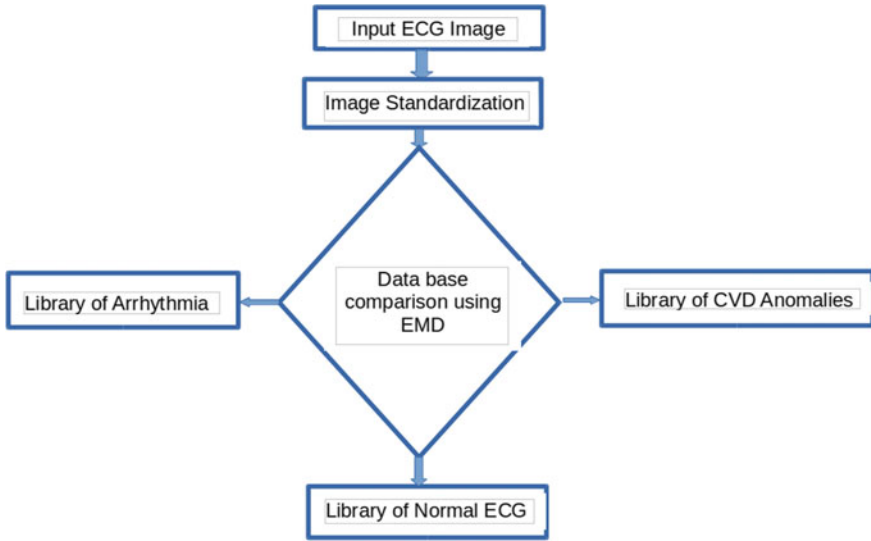 Input ECG Image
Image Standardization
Data base
comparison using
EMD
Library of Arrhythmia
Library of CVD Anomalies
Library of Normal ECG